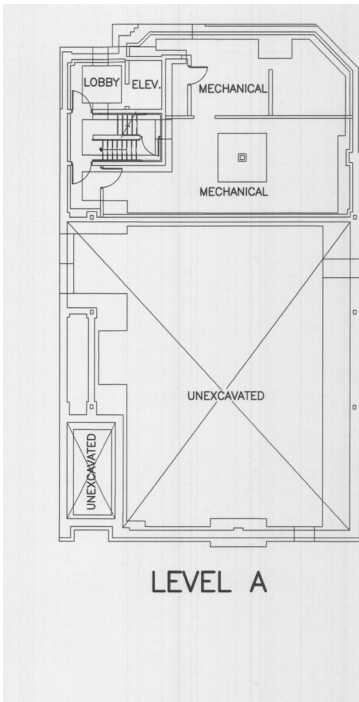 LOBBY
ELEV.
MECHANICAL
MECHANICAL
UNEXCAVATED
UNEXCAVATED
LEVEL A